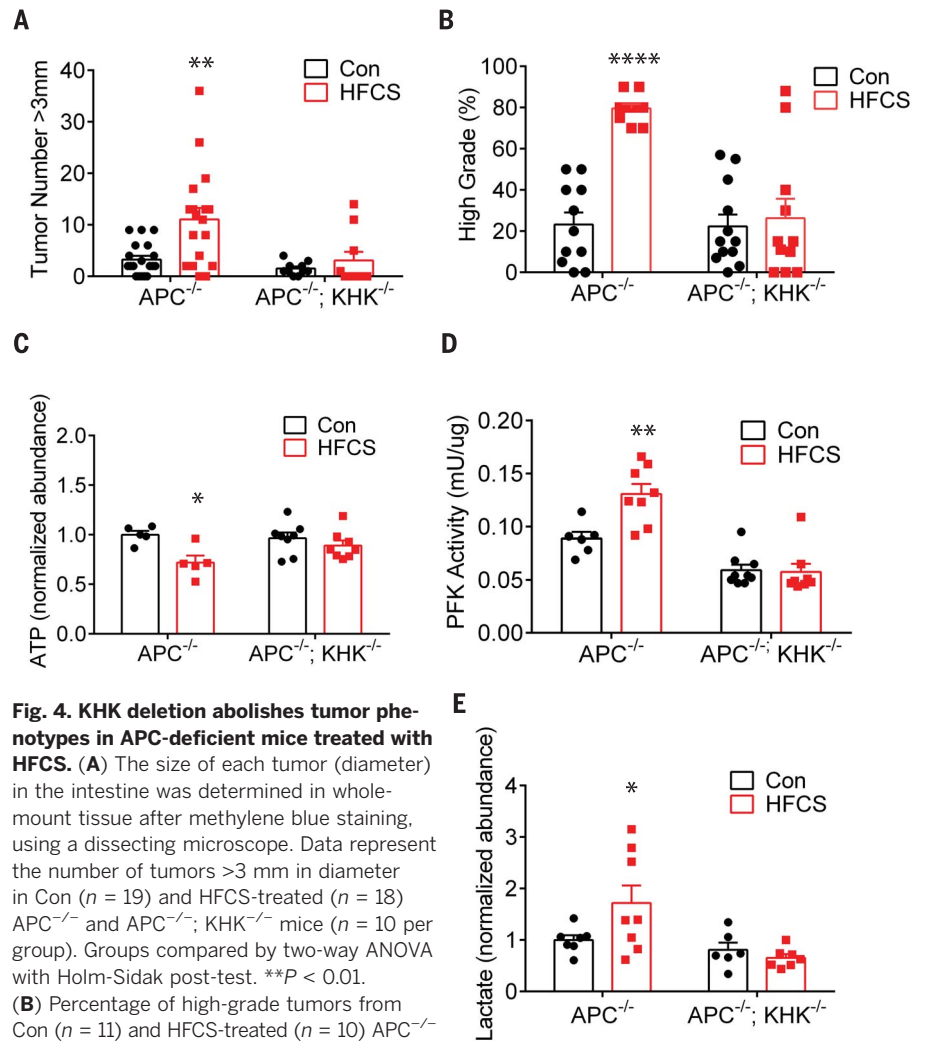 A
**
40
30
20
10
0
Tumor Number >3mm
Con
HFCS
APC-/-
APC-/-; KHK-/-
B
****
100
80
60
40
20
0
High Grade (%)
Con
HFCS
APC-/-
APC-/-; KHK-/-
C
2.0
1.5
1.0
0.5
0.0
ATP (normalized abundance)
*
Con
HFCS
APC-/-
APC-/-; KHK-/-
D
0.20
0.15
0.10
0.05
0.00
PFK Activity (mU/ug)
**
Con
HFCS
APC-/-
APC-/-; KHK-/-
Fig. 4. KHK deletion abolishes tumor phe-
notypes in APC-deficient mice treated with
HFCS. (A) The size of each tumor (diameter)
in the intestine was determined in whole-
mount tissue after methylene blue staining,
using a dissecting microscope. Data represent
the number of tumors >3 mm in diameter
in Con (n = 19) and HFCS-treated (n = 18)
APC−/− and APC−/−; KHK−/− mice (n = 10 per
group). Groups compared by two-way ANOVA
with Holm-Sidak post-test. **P < 0.01.
(B) Percentage of high-grade tumors from
Con (n = 11) and HFCS-treated (n = 10) APC−/−
E
4
3
2
1
0
Lactate (normalized abundance)
*
Con
HFCS
APC-/-
APC-/-; KHK-/-